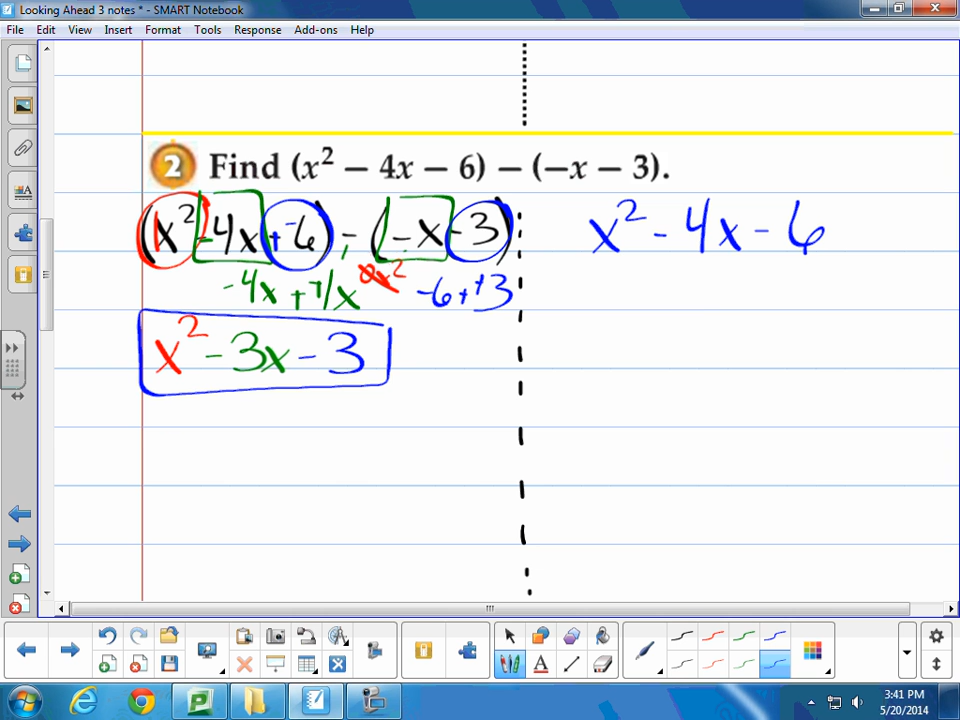 Looking Ahead 3 notes * - SMART Notebook
File Edit View Insert Format Tools Response Add-ons Help
2 Find (x² − 4x − 6) − (−x − 3).
(x² -4x + -6) - (-x -3)
x² - 4x - 6
-4x + +1x 0x² -6 + +3
x² - 3x - 3
3:41 PM
5/20/2014